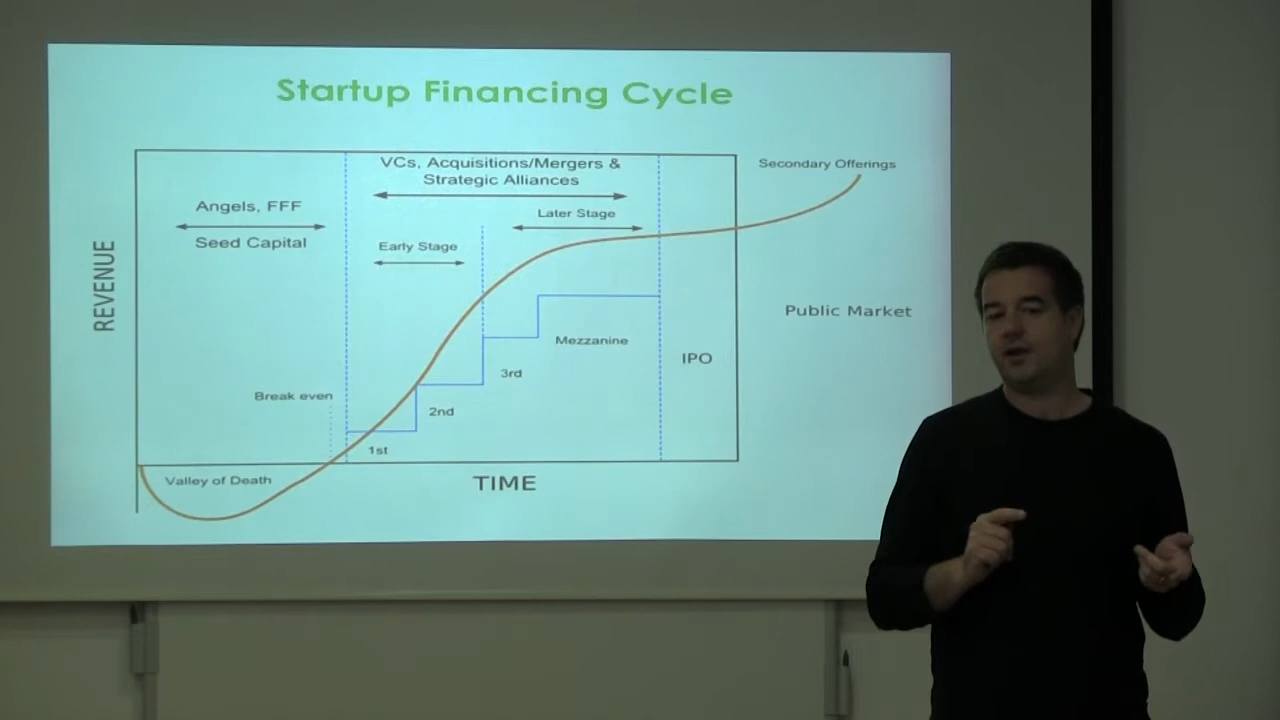 Startup Financing Cycle
VCs, Acquisitions/Mergers &
Strategic Alliances
Secondary Offerings
Angels, FFF
Seed Capital
Later Stage
Early Stage
REVENUE
Public Market
Mezzanine
IPO
3rd
Break even
2nd
1st
Valley of Death
TIME